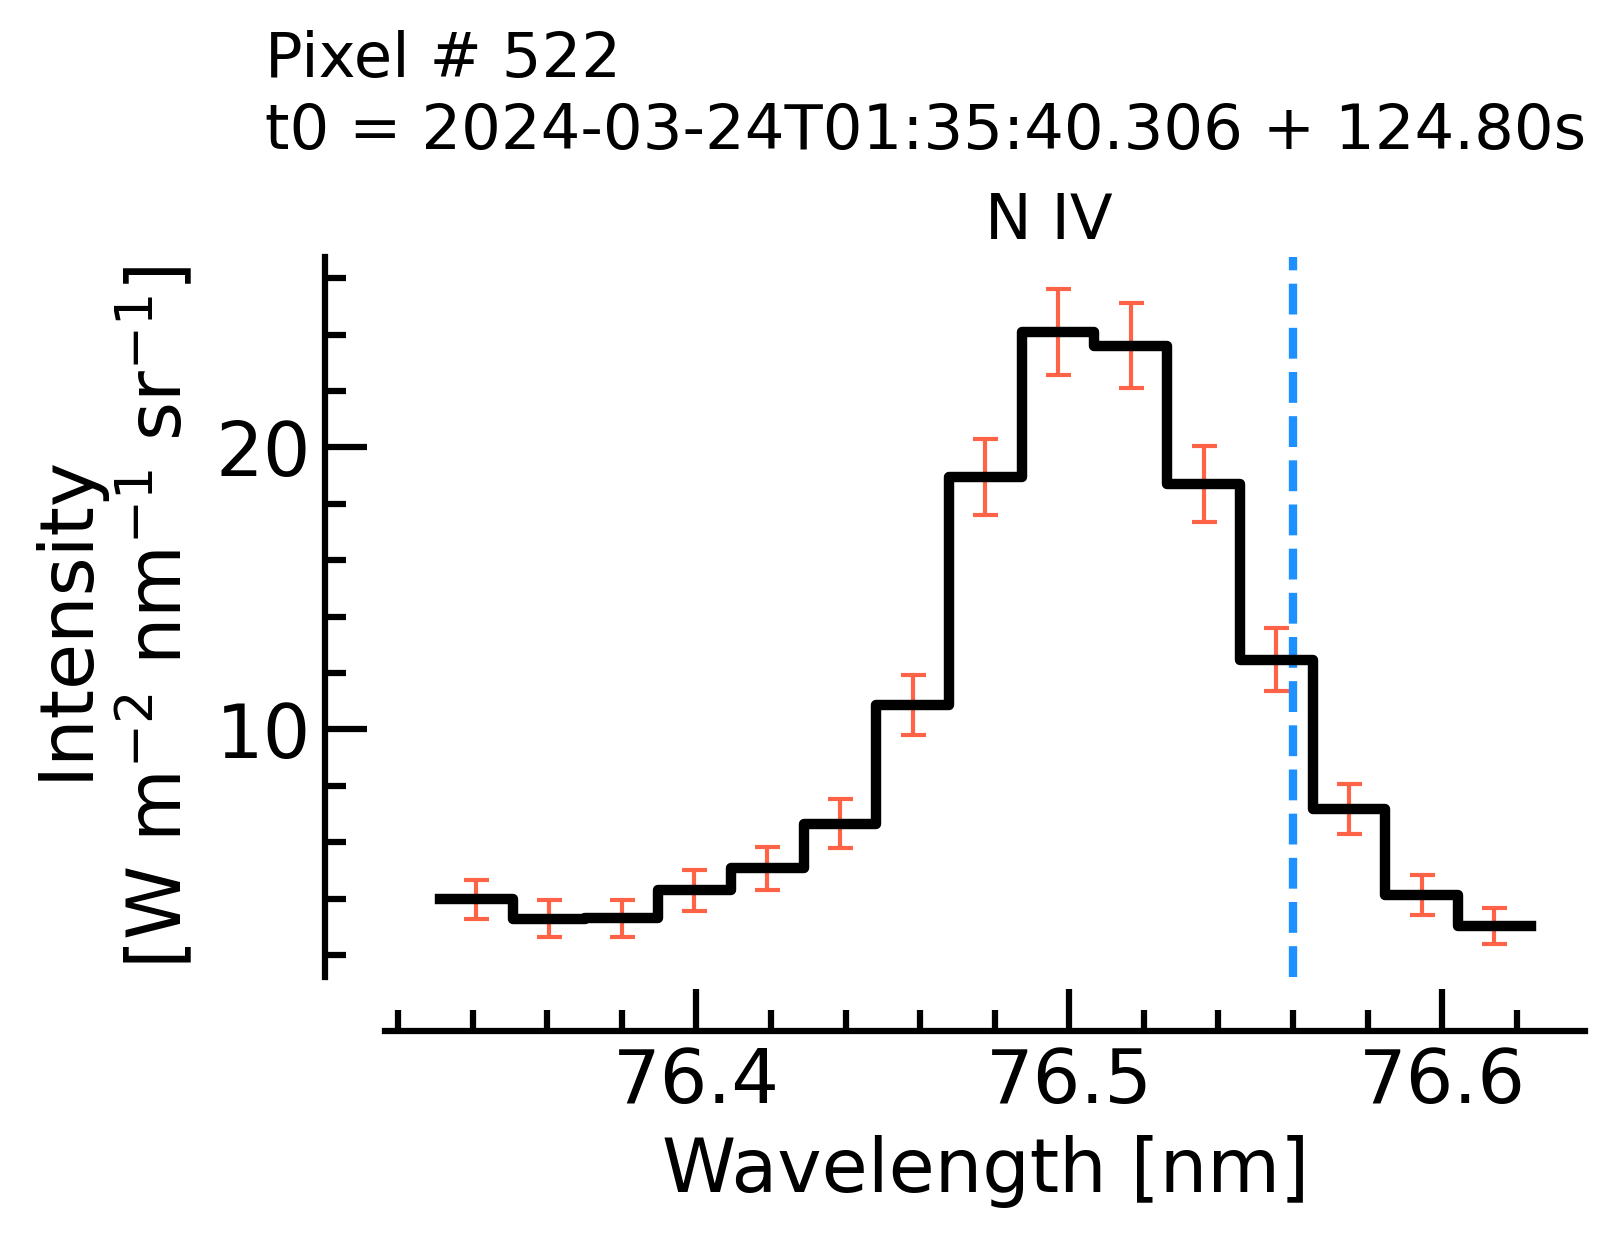 Pixel # 522
t0 = 2024-03-24T01:35:40.306 + 124.80s
N IV
Intensity
[W m⁻² nm⁻¹ sr⁻¹]
20
10
76.4 76.5 76.6
Wavelength [nm]